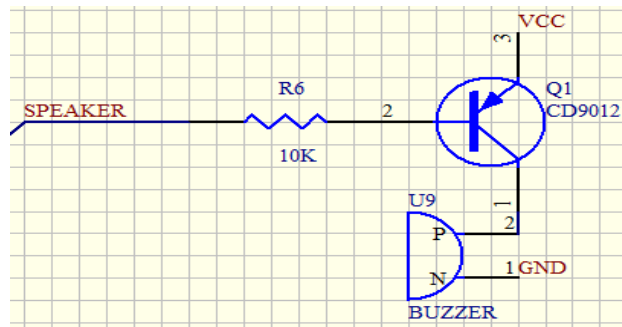 VCC
3
R6
Q1
SPEAKER
2
CD9012
10K
1
U9
2
P
1 GND
N
BUZZER